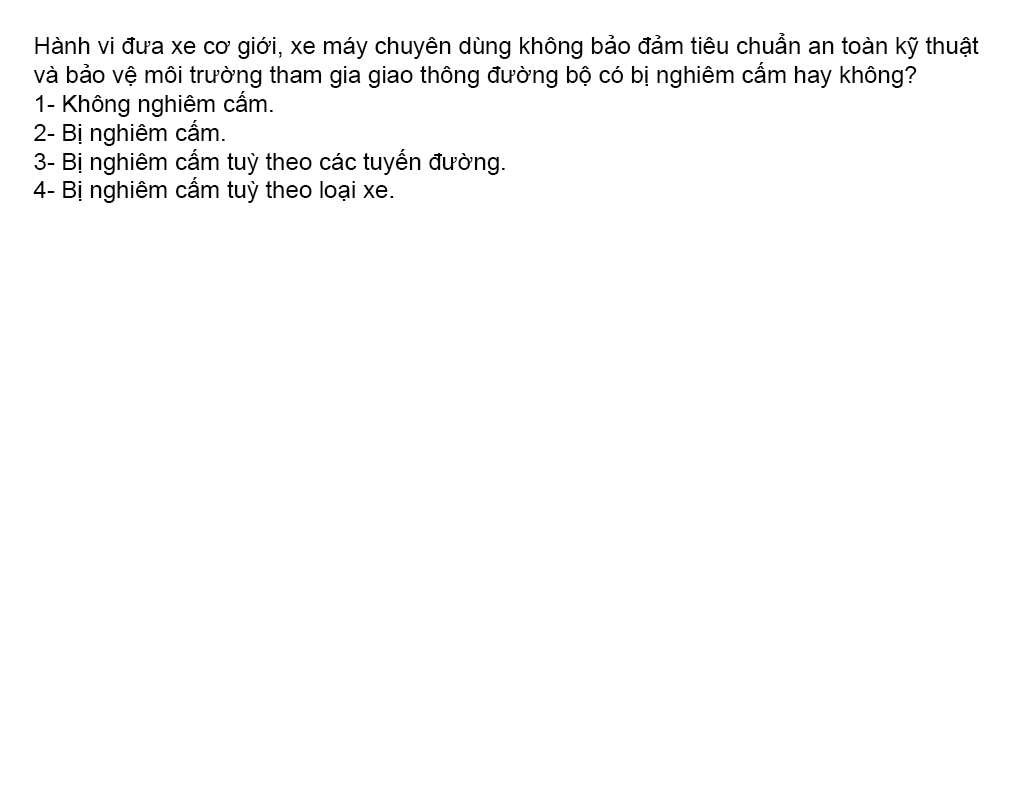 Hành vi đưa xe cơ giới, xe máy chuyên dùng không bảo đảm tiêu chuẩn an toàn kỹ thuật
và bảo vệ môi trường tham gia giao thông đường bộ có bị nghiêm cấm hay không?
1- Không nghiêm cấm.
2- Bị nghiêm cấm.
3- Bị nghiêm cấm tuỳ theo các tuyến đường.
4- Bị nghiêm cấm tuỳ theo loại xe.